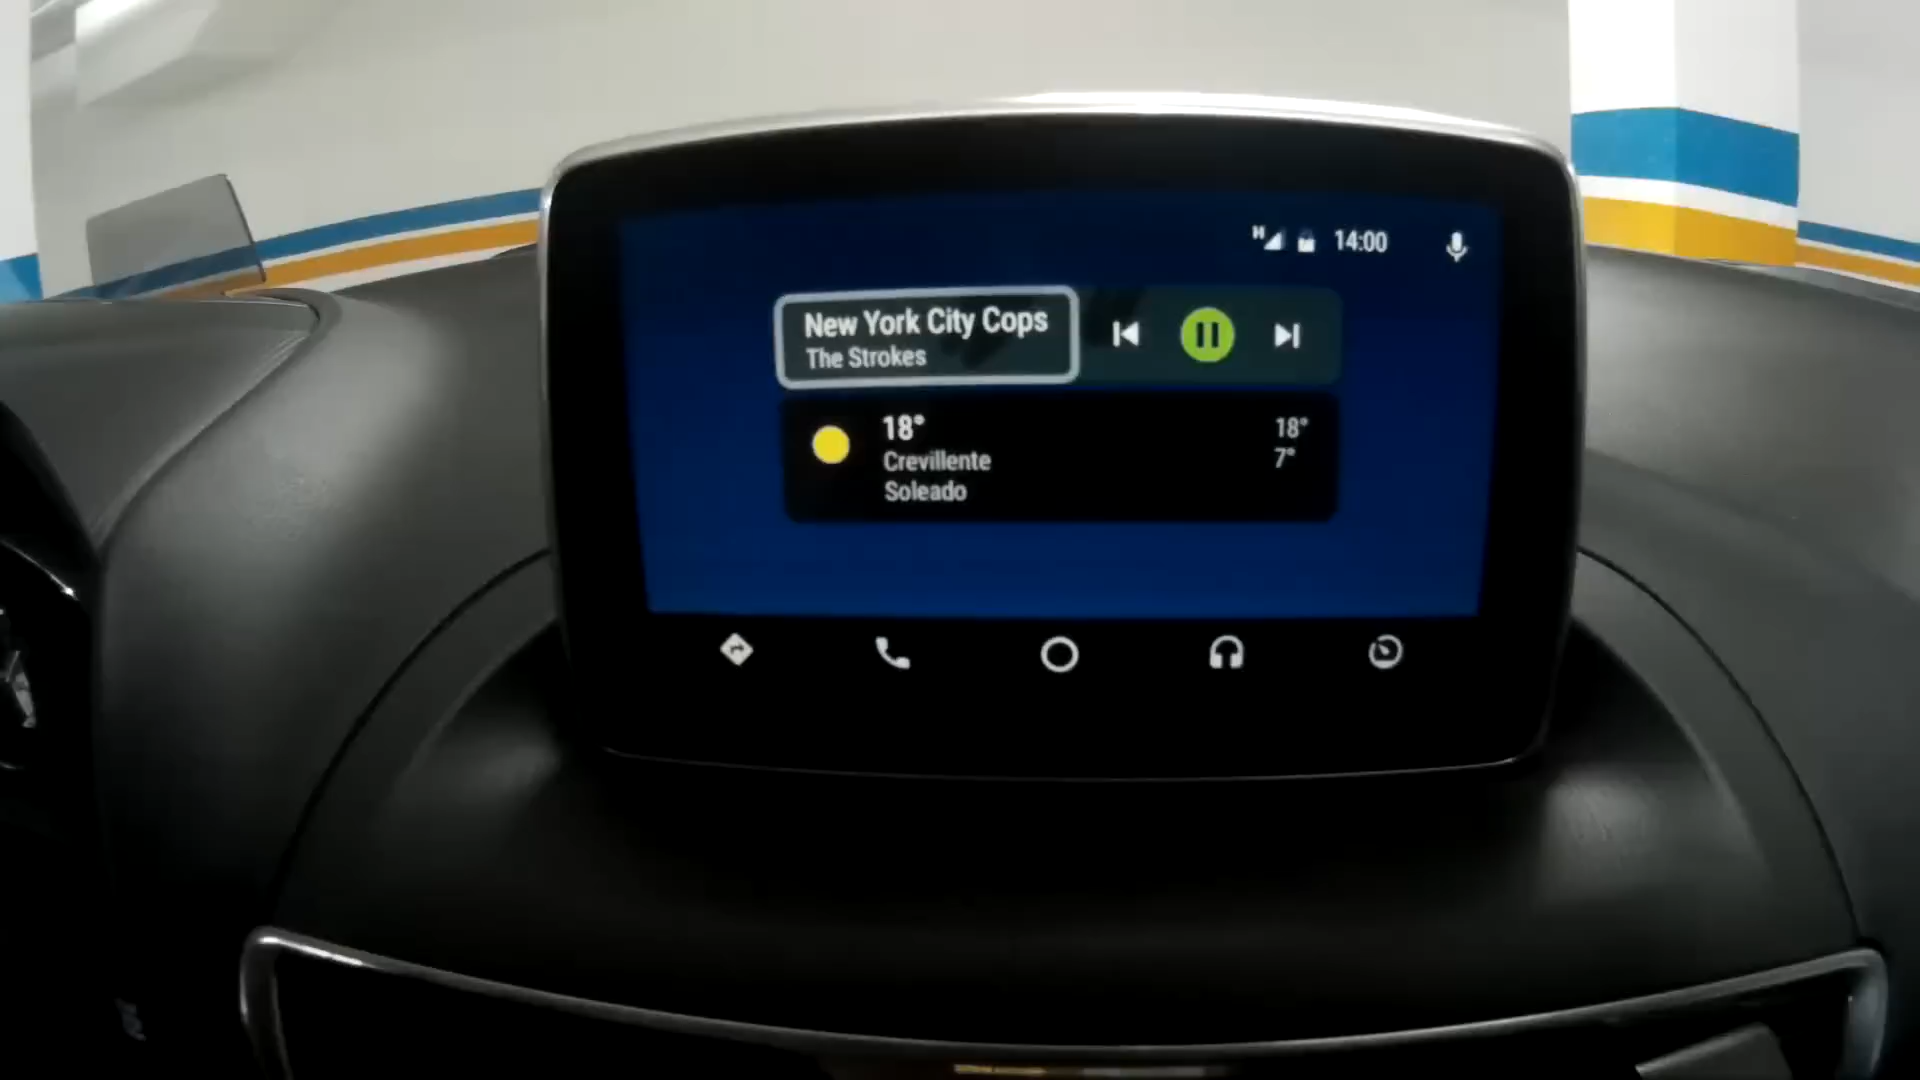 H 14:00
New York City Cops
The Strokes
18° 18°
Crevillente 7°
Soleado